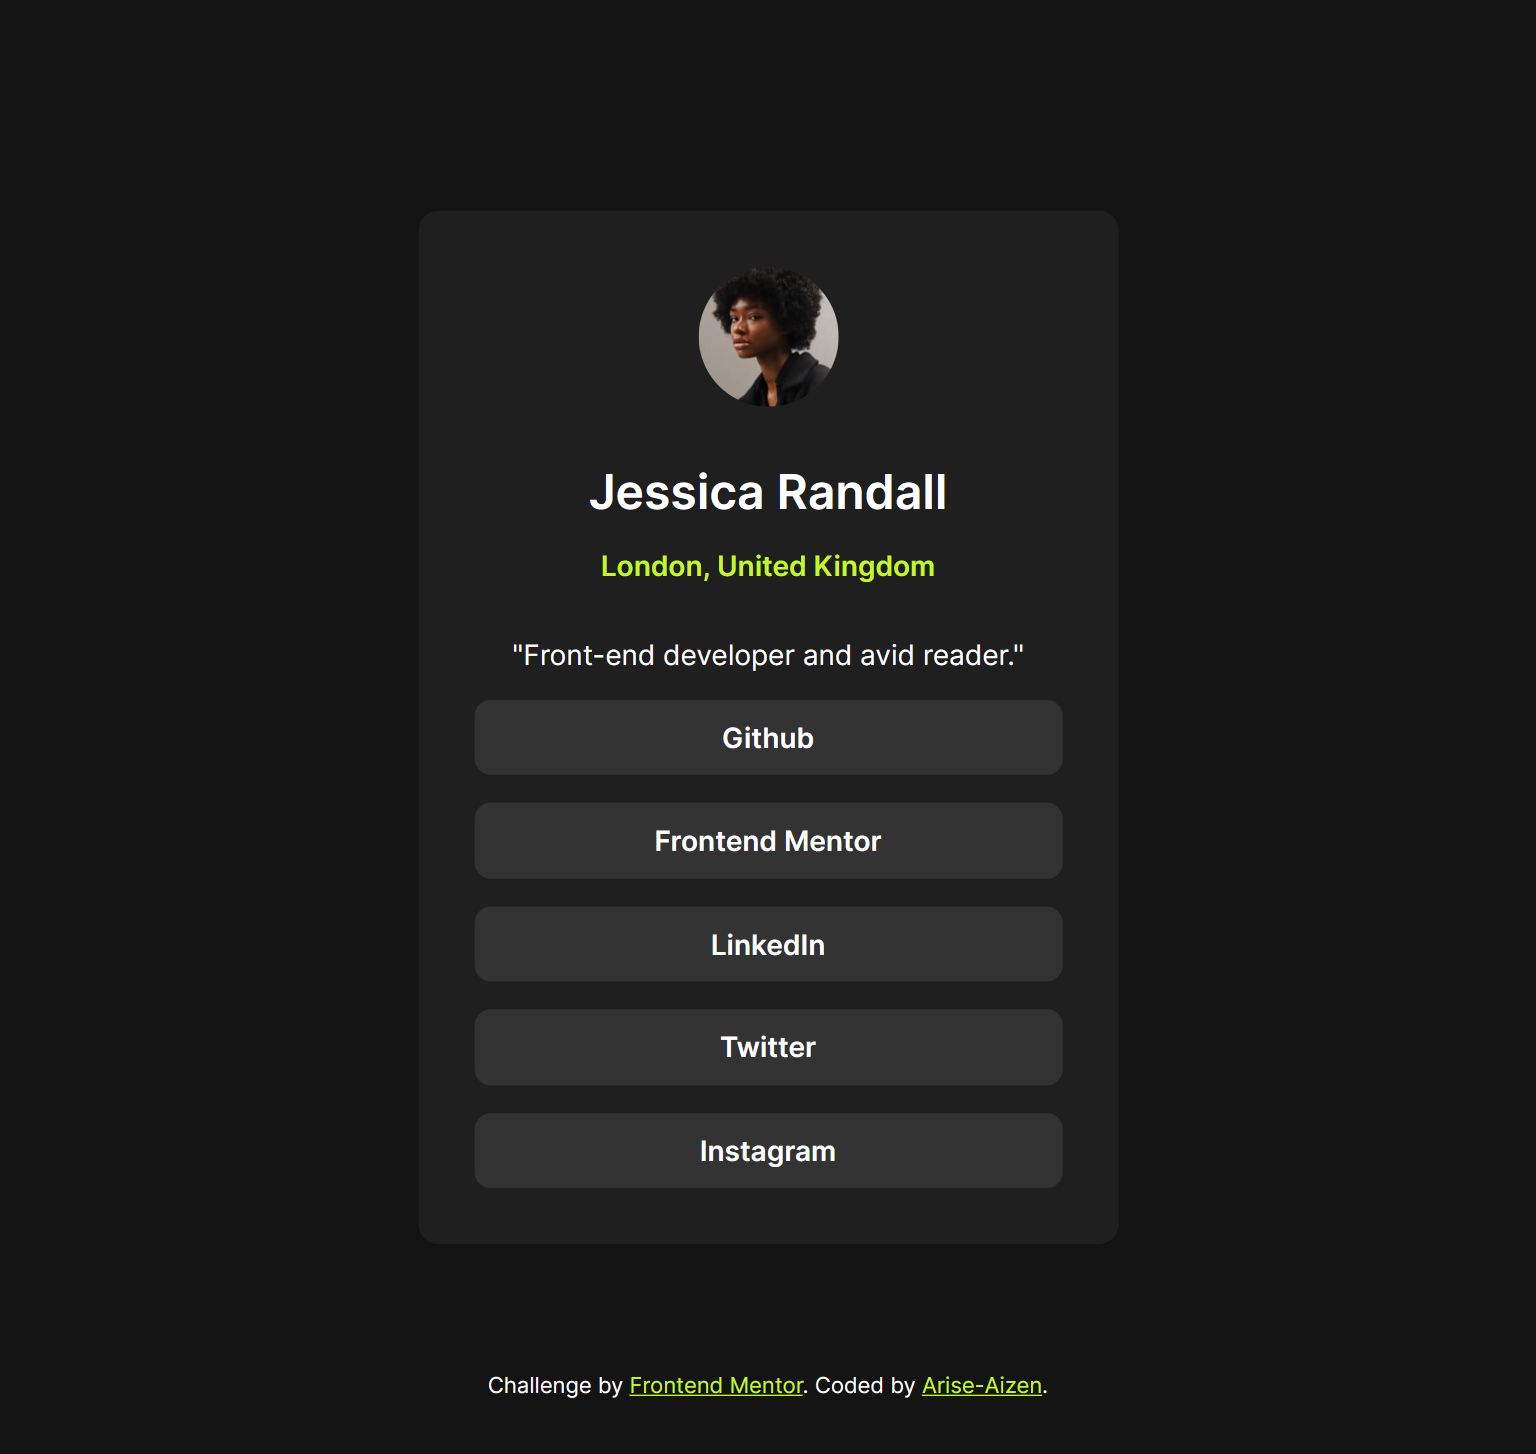 Jessica Randall
London, United Kingdom
"Front-end developer and avid reader."
Github
Frontend Mentor
LinkedIn
Twitter
Instagram
Challenge by Frontend Mentor. Coded by Arise-Aizen.